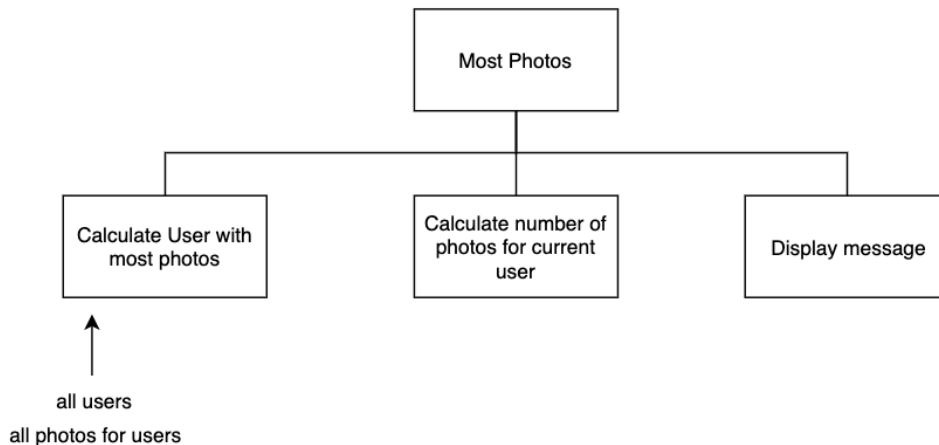 Most Photos
Calculate User with
most photos
Calculate number of
photos for current
user
Display message
all users
all photos for users